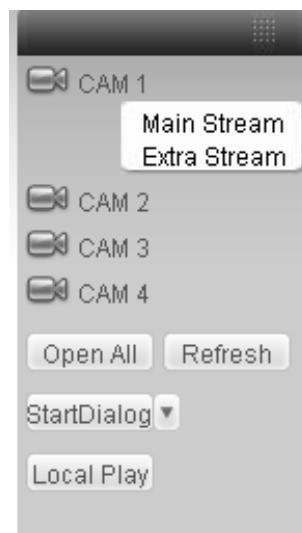 CAM 1
Main Stream
Extra Stream
CAM 2
CAM 3
CAM 4
Open All Refresh
StartDialog
Local Play